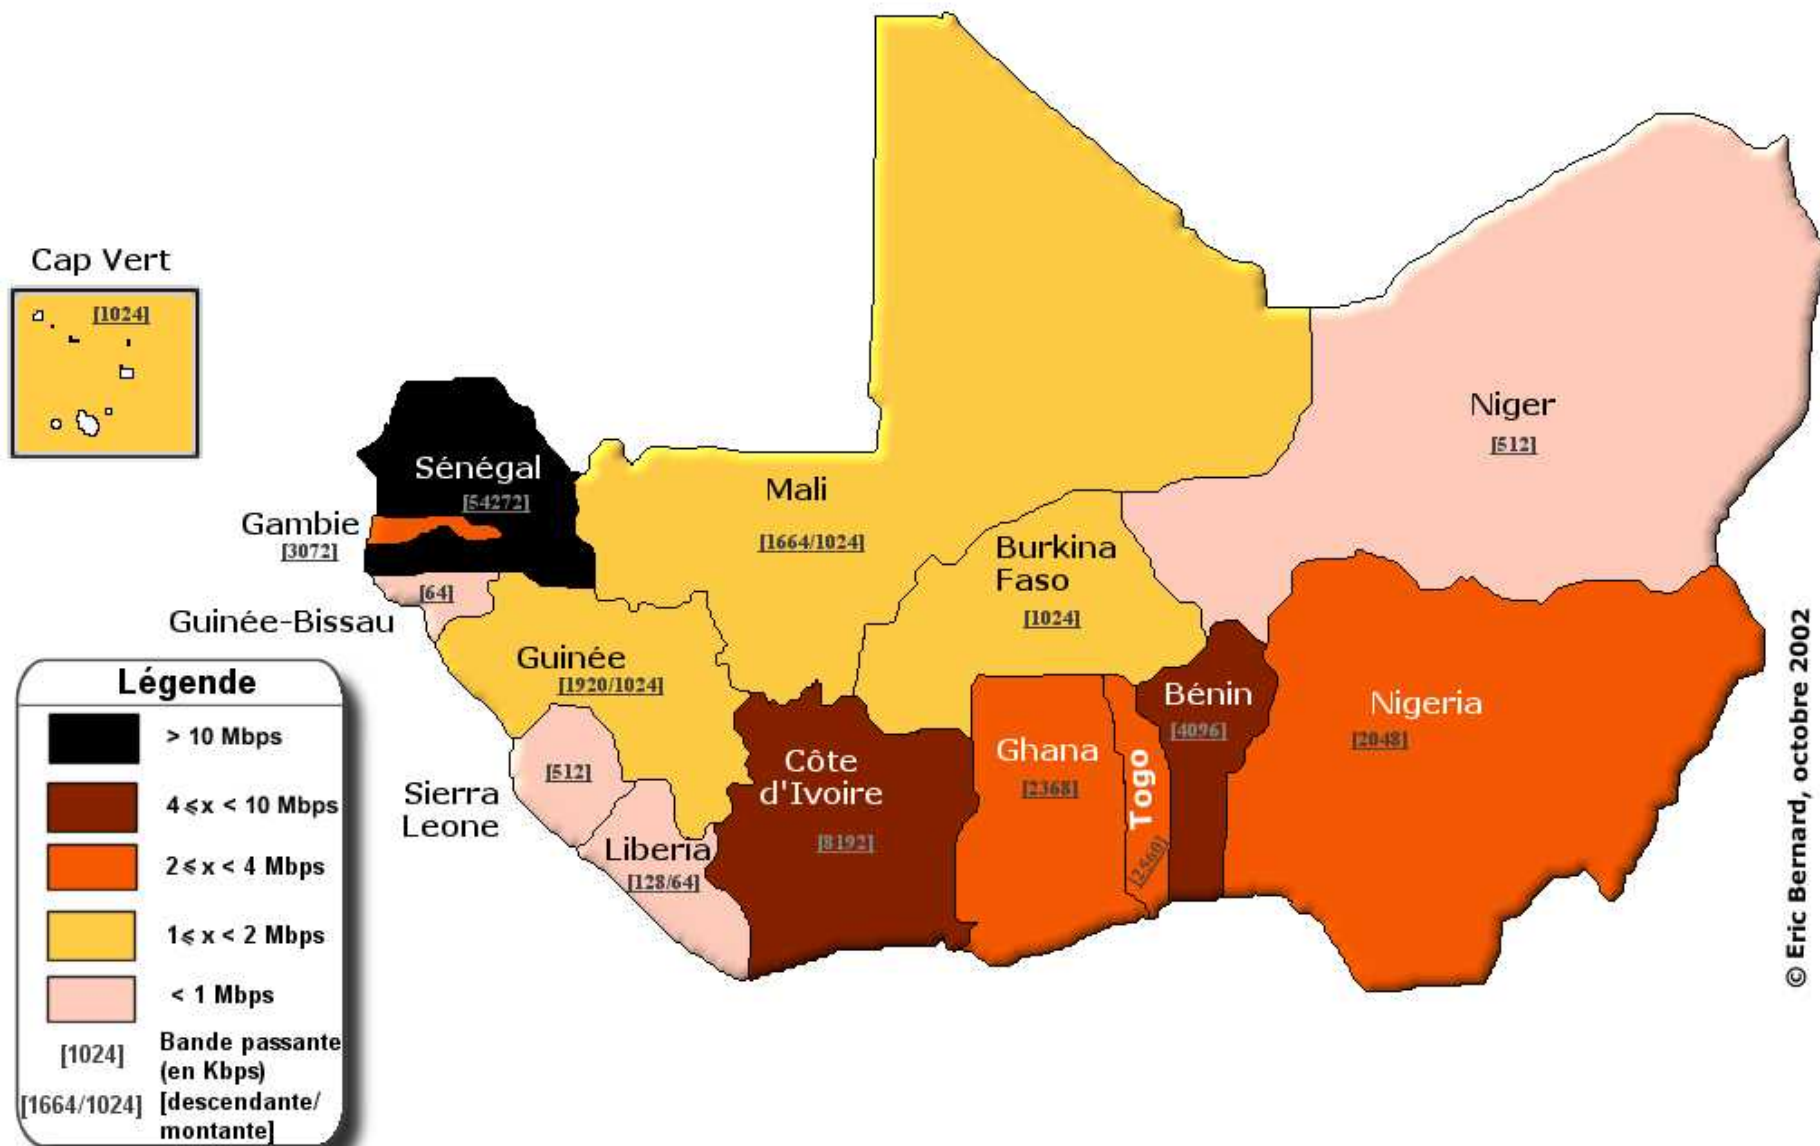 Cap Vert
[1024]
Sénégal
[54272]
Gambie
[3072]
Guinée-Bissau
[64]
Mali
[1664/1024]
Niger
[512]
Burkina
Faso
[1024]
Guinée
[1920/1024]
Sierra
Leone
[512]
Liberia
[128/64]
Côte
d'Ivoire
[8192]
Ghana
[2368]
Togo
[2560]
Bénin
[4096]
Nigeria
[2048]
Légende
> 10 Mbps
4 ⩽ x < 10 Mbps
2 ⩽ x < 4 Mbps
1 ⩽ x < 2 Mbps
< 1 Mbps
[1024] Bande passante
(en Kbps)
[1664/1024] [descendante/
montante]
© Eric Bernard, octobre 2002